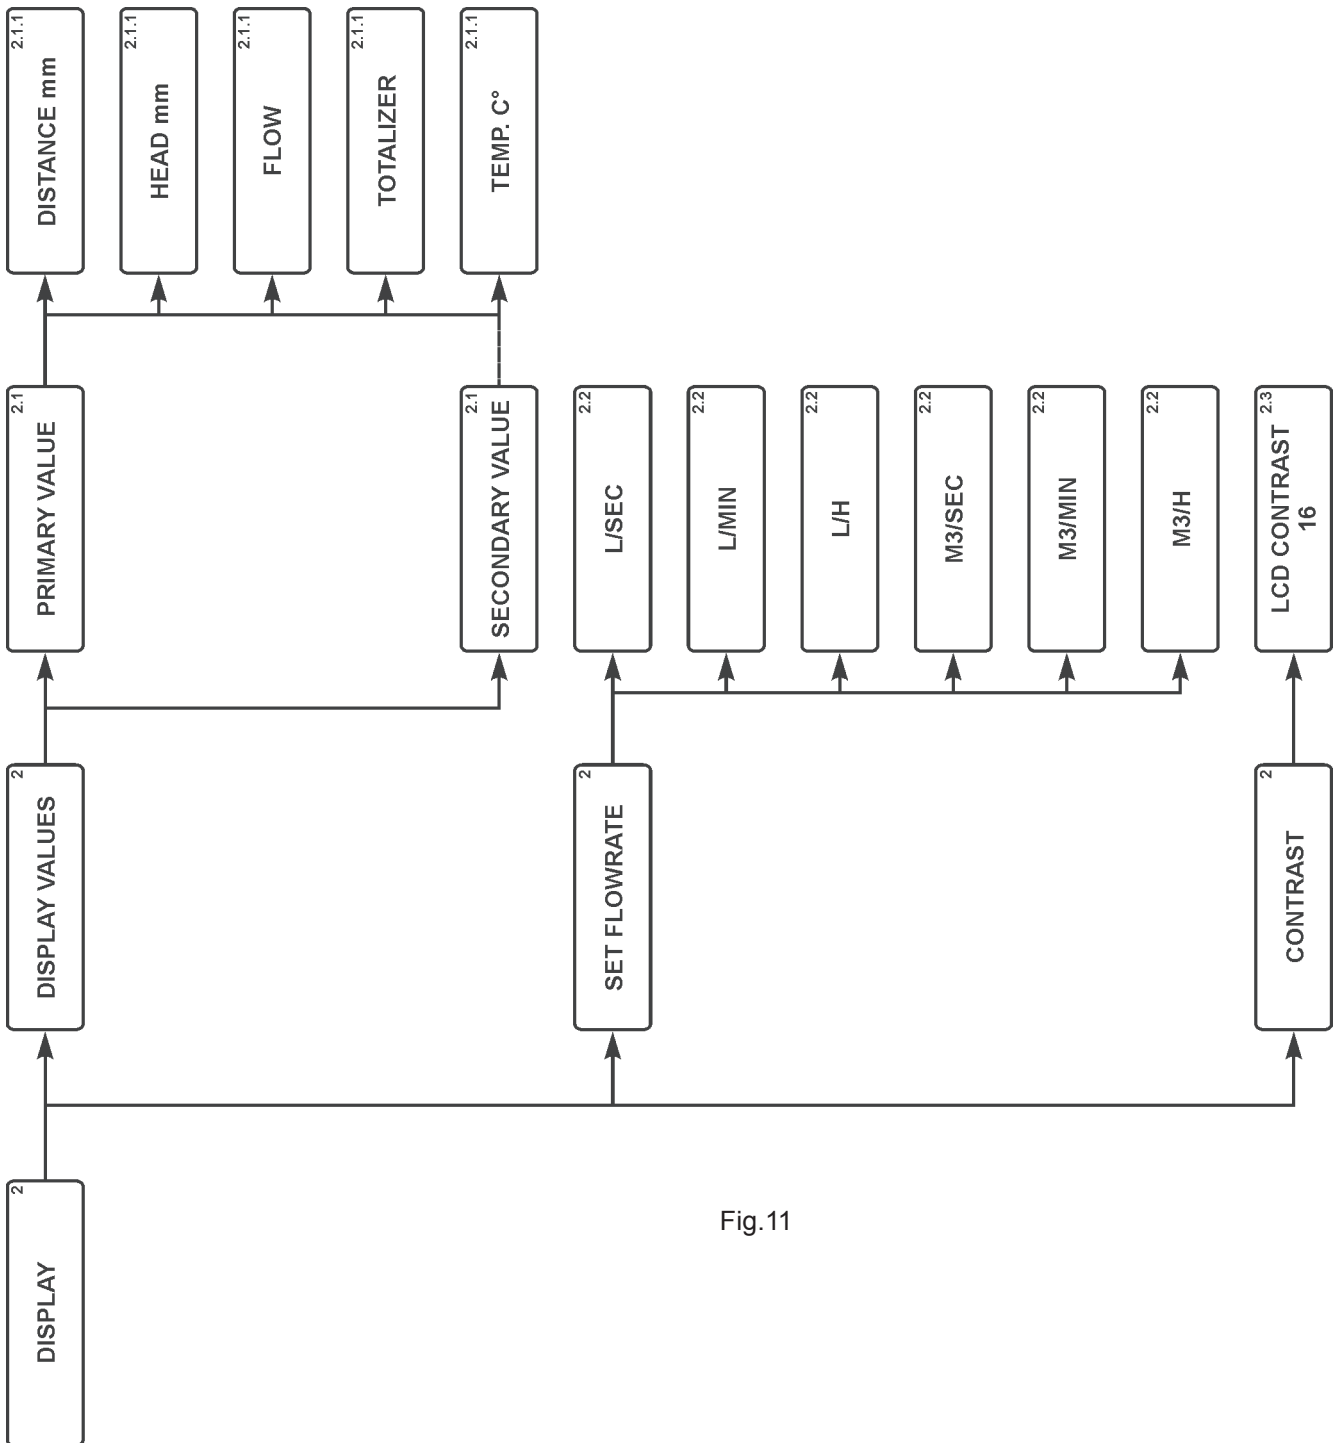 2
DISPLAY
2
DISPLAY VALUES
2.1
PRIMARY VALUE
2.1.1
DISTANCE mm
2.1.1
HEAD mm
2.1.1
FLOW
2.1.1
TOTALIZER
2.1.1
TEMP. C°
2.1
SECONDARY VALUE
2
SET FLOWRATE
2.2
L/SEC
2.2
L/MIN
2.2
L/H
2.2
M3/SEC
2.2
M3/MIN
2.2
M3/H
2
CONTRAST
2.3
LCD CONTRAST
16
Fig.11